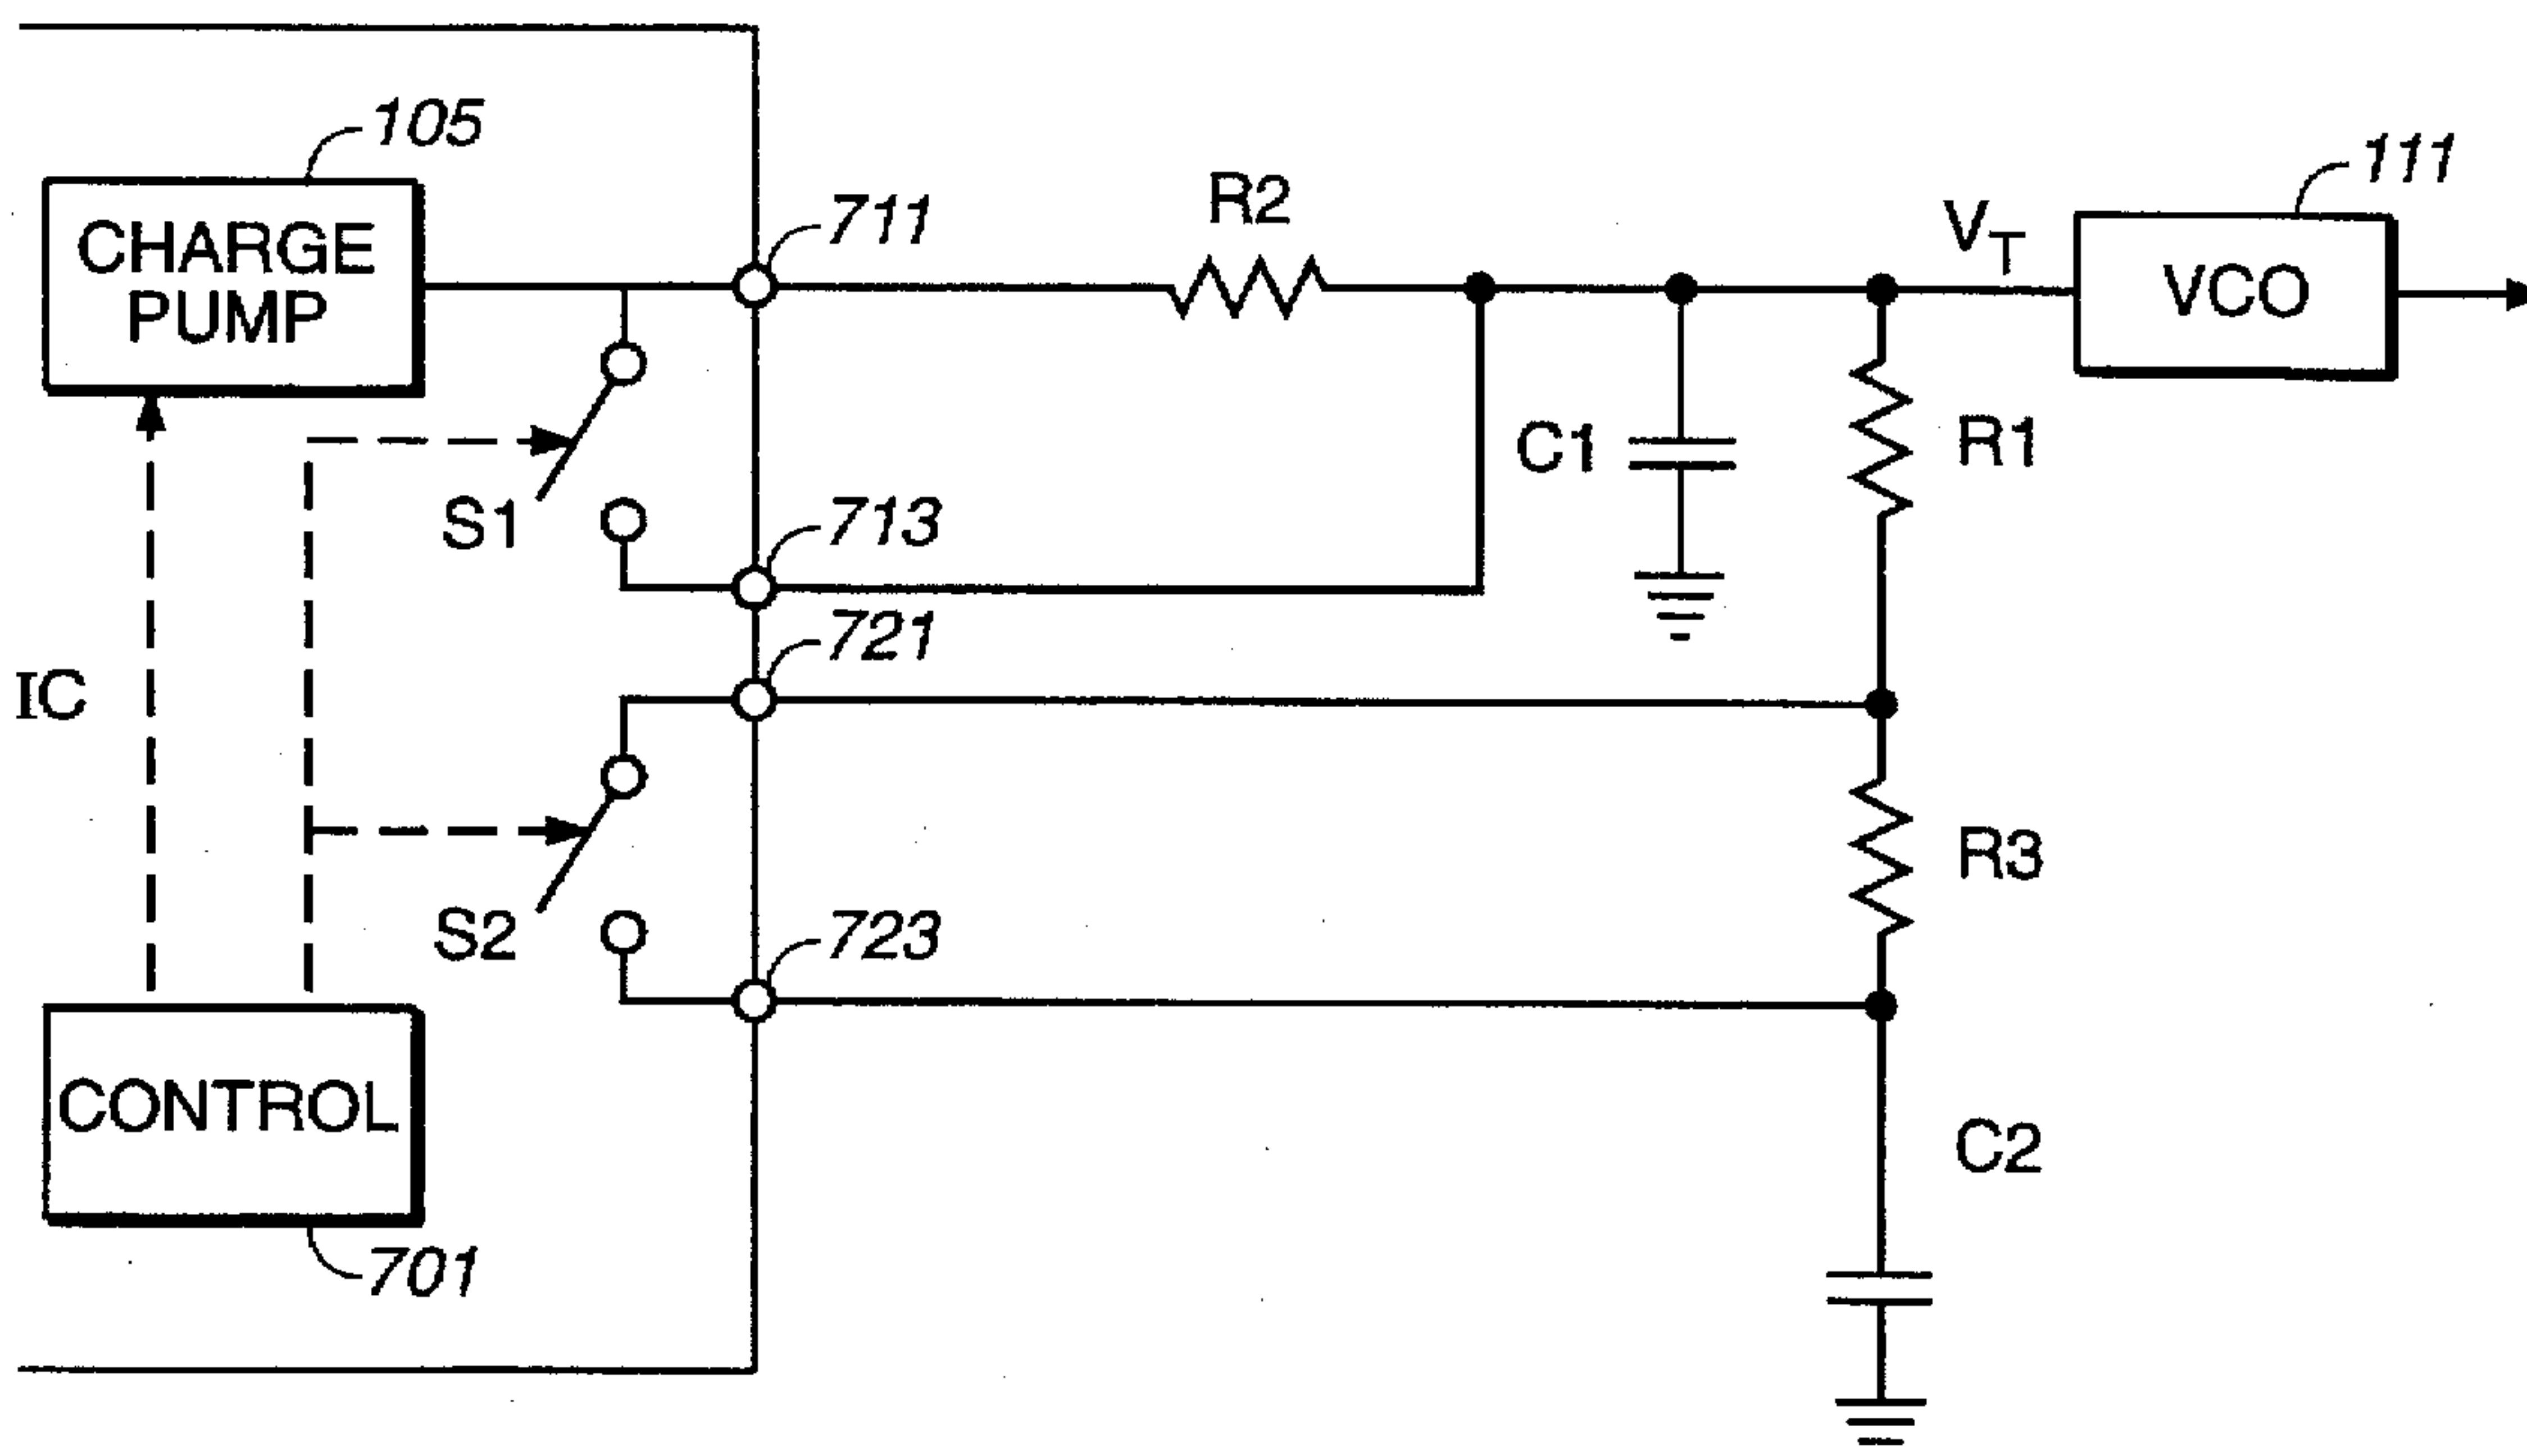 105
CHARGE
PUMP
711
R2
V_T
111
VCO
S1
713
C1
R1
721
IC
S2
723
R3
CONTROL
C2
701